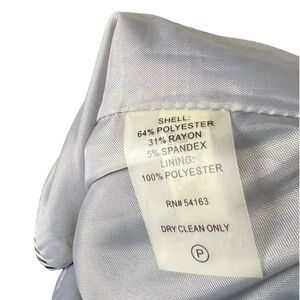 SHELL:
64% POLYESTER
31% RAYON
5% SPANDEX
LINING:
100% POLYESTER
RN# 54163
DRY CLEAN ONLY
P